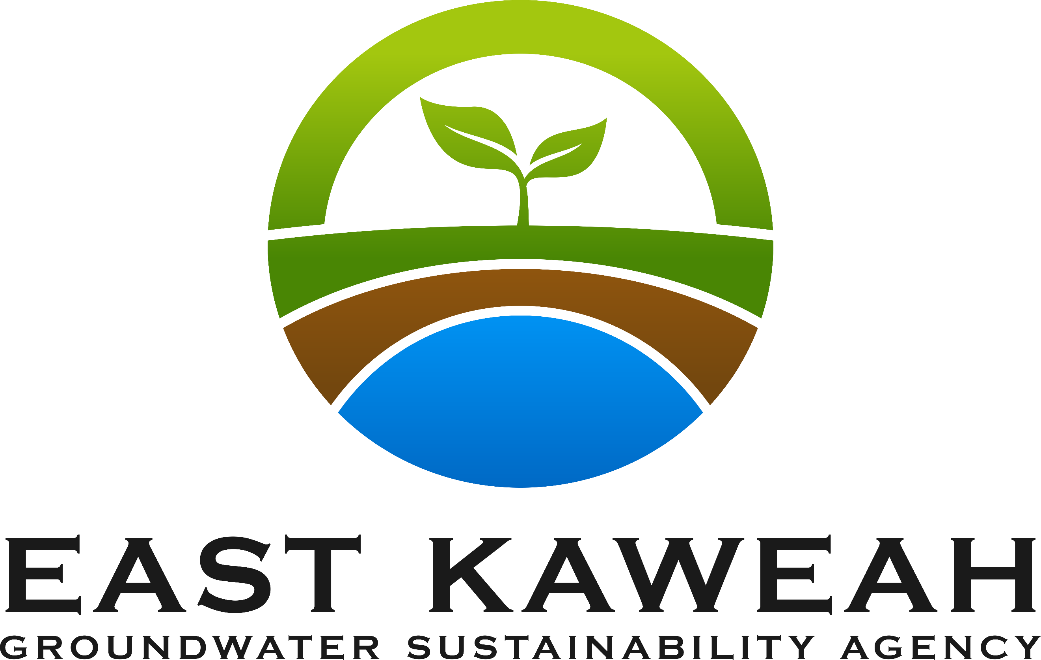 EAST KAWEAH
GROUNDWATER SUSTAINABILITY AGENCY